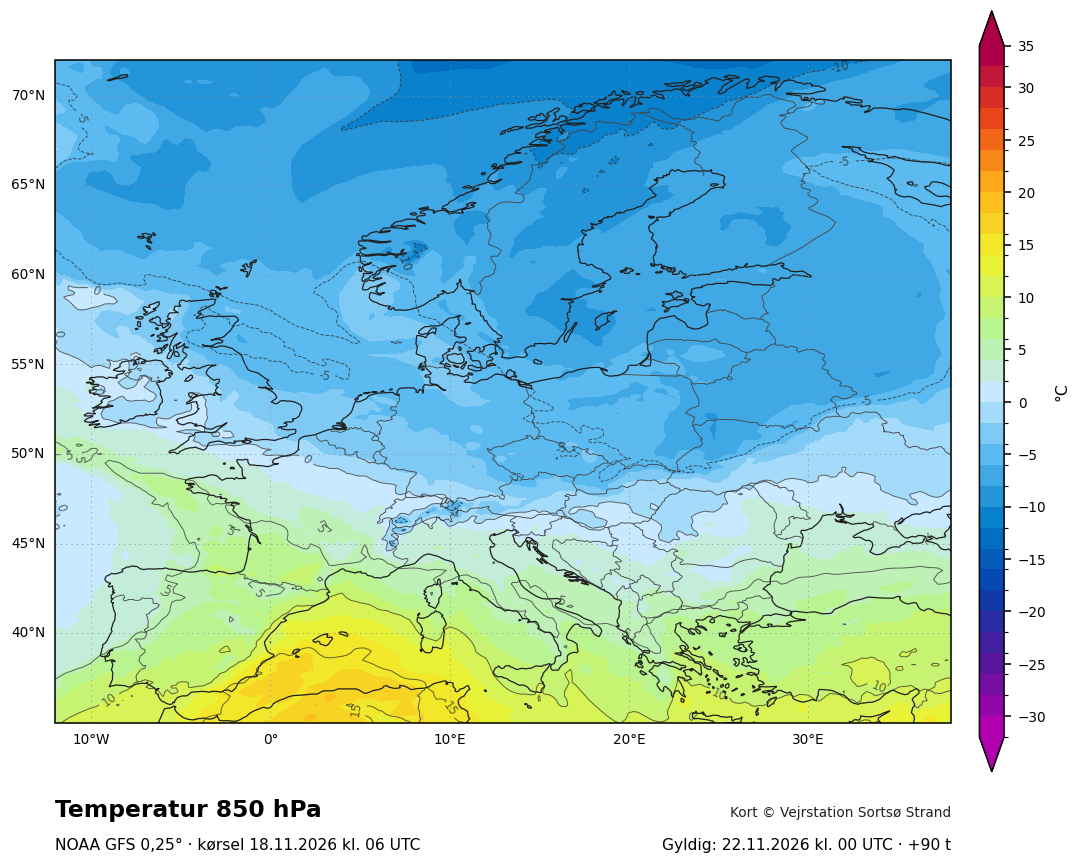 70°N
65°N
60°N
55°N
50°N
45°N
40°N
10°W
0°
10°E
20°E
30°E
35
30
25
20
15
10
5
0
−5
−10
−15
−20
−25
−30
°C
Temperatur 850 hPa
Kort © Vejrstation Sortsø Strand
NOAA GFS 0,25° · kørsel 18.11.2026 kl. 06 UTC
Gyldig: 22.11.2026 kl. 00 UTC · +90 t